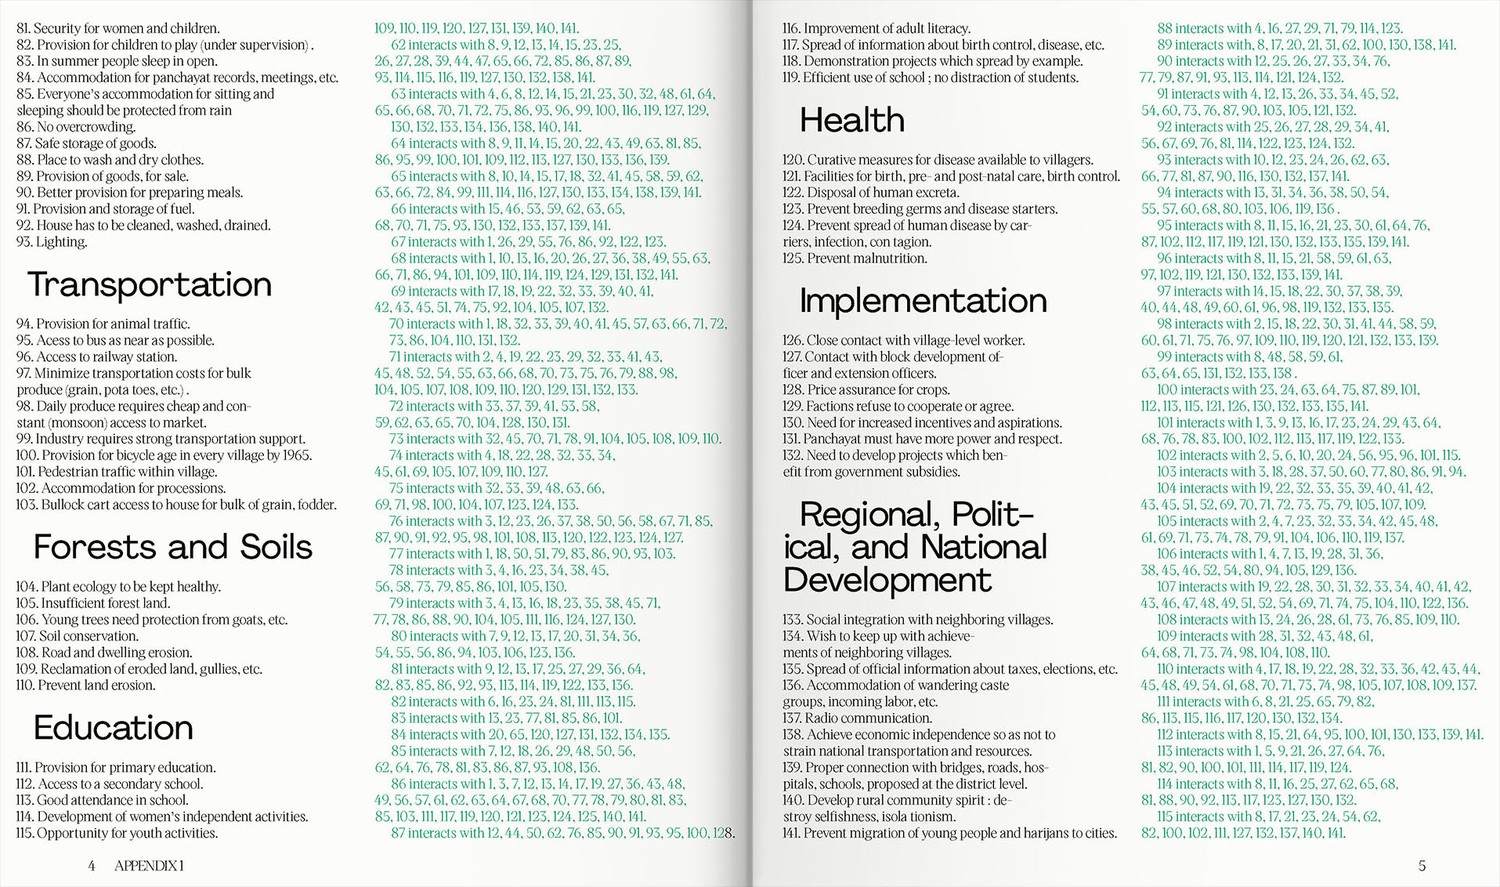 81. Security for women and children.
82. Provision for children to play (under supervision) .
83. In summer people sleep in open.
84. Accommodation for panchayat records, meetings, etc.
85. Everyone's accommodation for sitting and
sleeping should be protected from rain
86. No overcrowding.
87. Safe storage of goods.
88. Place to wash and dry clothes.
89. Provision of goods, for sale.
90. Better provision for preparing meals.
91. Provision and storage of fuel.
92. House has to be cleaned, washed, drained.
93. Lighting.
Transportation
94. Provision for animal traffic.
95. Acess to bus as near as possible.
96. Access to railway station.
97. Minimize transportation costs for bulk
produce (grain, pota toes, etc.) .
98. Daily produce requires cheap and con-
stant (monsoon) access to market.
99. Industry requires strong transportation support.
100. Provision for bicycle age in every village by 1965.
101. Pedestrian traffic within village.
102. Accommodation for processions.
103. Bullock cart access to house for bulk of grain, fodder.
Forests and Soils
104. Plant ecology to be kept healthy.
105. Insufficient forest land.
106. Young trees need protection from goats, etc.
107. Soil conservation.
108. Road and dwelling erosion.
109. Reclamation of eroded land, gullies, etc.
110. Prevent land erosion.
Education
111. Provision for primary education.
112. Access to a secondary school.
113. Good attendance in school.
114. Development of women's independent activities.
115. Opportunity for youth activities.
109, 110, 119, 120, 127, 131, 139, 140, 141.
62 interacts with 8, 9, 12, 13, 14, 15, 23, 25,
26, 27, 28, 39, 44, 47, 65, 66, 72, 85, 86, 87, 89,
93, 114, 115, 116, 119, 127, 130, 132, 138, 141.
63 interacts with 4, 6, 8, 12, 14, 15, 21, 23, 30, 32, 48, 61, 64,
65, 66, 68, 70, 71, 72, 75, 86, 93, 96, 99, 100, 116, 119, 127, 129,
130, 132, 133, 134, 136, 138, 140, 141.
64 interacts with 8, 9, 11, 14, 15, 20, 22, 43, 49, 63, 81, 85,
86, 95, 99, 100, 101, 109, 112, 113, 127, 130, 133, 136, 139.
65 interacts with 8, 10, 14, 15, 17, 18, 32, 41, 45, 58, 59, 62,
63, 66, 72, 84, 99, 111, 114, 116, 127, 130, 133, 134, 138, 139, 141.
66 interacts with 15, 46, 53, 59, 62, 63, 65,
68, 70, 71, 75, 93, 130, 132, 133, 137, 139, 141.
67 interacts with 1, 26, 29, 55, 76, 86, 92, 122, 123.
68 interacts with 1, 10, 13, 16, 20, 26, 27, 36, 38, 49, 55, 63,
66, 71, 86, 94, 101, 109, 110, 114, 119, 124, 129, 131, 132, 141.
69 interacts with 17, 18, 19, 22, 32, 33, 39, 40, 41,
42, 43, 45, 51, 74, 75, 92, 104, 105, 107, 132.
70 interacts with 1, 18, 32, 33, 39, 40, 41, 45, 57, 63, 66, 71, 72,
73, 86, 104, 110, 131, 132.
71 interacts with 2, 4, 19, 22, 23, 29, 32, 33, 41, 43,
45, 48, 52, 54, 55, 63, 66, 68, 70, 73, 75, 76, 79, 88, 98,
104, 105, 107, 108, 109, 110, 120, 129, 131, 132, 133.
72 interacts with 33, 37, 39, 41, 53, 58,
59, 62, 63, 65, 70, 104, 128, 130, 131.
73 interacts with 32, 45, 70, 71, 78, 91, 104, 105, 108, 109, 110.
74 interacts with 4, 18, 22, 28, 32, 33, 34,
45, 61, 69, 105, 107, 109, 110, 127.
75 interacts with 32, 33, 39, 48, 63, 66,
69, 71, 98, 100, 104, 107, 123, 124, 133.
76 interacts with 3, 12, 23, 26, 37, 38, 50, 56, 58, 67, 71, 85,
87, 90, 91, 92, 95, 98, 101, 108, 113, 120, 122, 123, 124, 127.
77 interacts with 1, 18, 50, 51, 79, 83, 86, 90, 93, 103.
78 interacts with 3, 4, 16, 23, 34, 38, 45,
56, 58, 73, 79, 85, 86, 101, 105, 130.
79 interacts with 3, 4, 13, 16, 18, 23, 35, 38, 45, 71,
77, 78, 86, 88, 90, 104, 105, 111, 116, 124, 127, 130.
80 interacts with 7, 9, 12, 13, 17, 20, 31, 34, 36,
54, 55, 56, 86, 94, 103, 106, 123, 136.
81 interacts with 9, 12, 13, 17, 25, 27, 29, 36, 64,
82, 83, 85, 86, 92, 93, 113, 114, 119, 122, 133, 136.
82 interacts with 6, 16, 23, 24, 81, 111, 113, 115.
83 interacts with 13, 23, 77, 81, 85, 86, 101.
84 interacts with 20, 65, 120, 127, 131, 132, 134, 135.
85 interacts with 7, 12, 18, 26, 29, 48, 50, 56,
62, 64, 76, 78, 81, 83, 86, 87, 93, 108, 136.
86 interacts with 1, 3, 7, 12, 13, 14, 17, 19, 27, 36, 43, 48,
49, 56, 57, 61, 62, 63, 64, 67, 68, 70, 77, 78, 79, 80, 81, 83,
85, 103, 111, 117, 119, 120, 121, 123, 124, 125, 140, 141.
87 interacts with 12, 44, 50, 62, 76, 85, 90, 91, 93, 95, 100, 128.
4 APPENDIX 1
116. Improvement of adult literacy.
117. Spread of information about birth control, disease, etc.
118. Demonstration projects which spread by example.
119. Efficient use of school ; no distraction of students.
Health
120. Curative measures for disease available to villagers.
121. Facilities for birth, pre- and post-natal care, birth control.
122. Disposal of human excreta.
123. Prevent breeding germs and disease starters.
124. Prevent spread of human disease by car-
riers, infection, con tagion.
125. Prevent malnutrition.
Implementation
126. Close contact with village-level worker.
127. Contact with block development of-
ficer and extension officers.
128. Price assurance for crops.
129. Factions refuse to cooperate or agree.
130. Need for increased incentives and aspirations.
131. Panchayat must have more power and respect.
132. Need to develop projects which ben-
efit from government subsidies.
Regional, Polit-
ical, and National
Development
133. Social integration with neighboring villages.
134. Wish to keep up with achieve-
ments of neighboring villages.
135. Spread of official information about taxes, elections, etc.
136. Accommodation of wandering caste
groups, incoming labor, etc.
137. Radio communication.
138. Achieve economic independence so as not to
strain national transportation and resources.
139. Proper connection with bridges, roads, hos-
pitals, schools, proposed at the district level.
140. Develop rural community spirit : de-
stroy selfishness, isola tionism.
141. Prevent migration of young people and harijans to cities.
88 interacts with 4, 16, 27, 29, 71, 79, 114, 123.
89 interacts with, 8, 17, 20, 21, 31, 62, 100, 130, 138, 141.
90 interacts with 12, 25, 26, 27, 33, 34, 76,
77, 79, 87, 91, 93, 113, 114, 121, 124, 132.
91 interacts with 4, 12, 13, 26, 33, 34, 45, 52,
54, 60, 73, 76, 87, 90, 103, 105, 121, 132.
92 interacts with 25, 26, 27, 28, 29, 34, 41,
56, 67, 69, 76, 81, 114, 122, 123, 124, 132.
93 interacts with 10, 12, 23, 24, 26, 62, 63,
66, 77, 81, 87, 90, 116, 130, 132, 137, 141.
94 interacts with 13, 31, 34, 36, 38, 50, 54,
55, 57, 60, 68, 80, 103, 106, 119, 136 .
95 interacts with 8, 11, 15, 16, 21, 23, 30, 61, 64, 76,
87, 102, 112, 117, 119, 121, 130, 132, 133, 135, 139, 141.
96 interacts with 8, 11, 15, 21, 58, 59, 61, 63,
97, 102, 119, 121, 130, 132, 133, 139, 141.
97 interacts with 14, 15, 18, 22, 30, 37, 38, 39,
40, 44, 48, 49, 60, 61, 96, 98, 119, 132, 133, 135.
98 interacts with 2, 15, 18, 22, 30, 31, 41, 44, 58, 59,
60, 61, 71, 75, 76, 97, 109, 110, 119, 120, 121, 132, 133, 139.
99 interacts with 8, 48, 58, 59, 61,
63, 64, 65, 131, 132, 133, 138 .
100 interacts with 23, 24, 63, 64, 75, 87, 89, 101,
112, 113, 115, 121, 126, 130, 132, 133, 135, 141.
101 interacts with 1, 3, 9, 13, 16, 17, 23, 24, 29, 43, 64,
68, 76, 78, 83, 100, 102, 112, 113, 117, 119, 122, 133.
102 interacts with 2, 5, 6, 10, 20, 24, 56, 95, 96, 101, 115.
103 interacts with 3, 18, 28, 37, 50, 60, 77, 80, 86, 91, 94.
104 interacts with 19, 22, 32, 33, 35, 39, 40, 41, 42,
43, 45, 51, 52, 69, 70, 71, 72, 73, 75, 79, 105, 107, 109.
105 interacts with 2, 4, 7, 23, 32, 33, 34, 42, 45, 48,
61, 69, 71, 73, 74, 78, 79, 91, 104, 106, 110, 119, 137.
106 interacts with 1, 4, 7, 13, 19, 28, 31, 36,
38, 45, 46, 52, 54, 80, 94, 105, 129, 136.
107 interacts with 19, 22, 28, 30, 31, 32, 33, 34, 40, 41, 42,
43, 46, 47, 48, 49, 51, 52, 54, 69, 71, 74, 75, 104, 110, 122, 136.
108 interacts with 13, 24, 26, 28, 61, 73, 76, 85, 109, 110.
109 interacts with 28, 31, 32, 43, 48, 61,
64, 68, 71, 73, 74, 98, 104, 108, 110.
110 interacts with 4, 17, 18, 19, 22, 28, 32, 33, 36, 42, 43, 44,
45, 48, 49, 54, 61, 68, 70, 71, 73, 74, 98, 105, 107, 108, 109, 137.
111 interacts with 6, 8, 21, 25, 65, 79, 82,
86, 113, 115, 116, 117, 120, 130, 132, 134.
112 interacts with 8, 15, 21, 64, 95, 100, 101, 130, 133, 139, 141.
113 interacts with 1, 5, 9, 21, 26, 27, 64, 76,
81, 82, 90, 100, 101, 111, 114, 117, 119, 124.
114 interacts with 8, 11, 16, 25, 27, 62, 65, 68,
81, 88, 90, 92, 113, 117, 123, 127, 130, 132.
115 interacts with 8, 17, 21, 23, 24, 54, 62,
82, 100, 102, 111, 127, 132, 137, 140, 141.
5